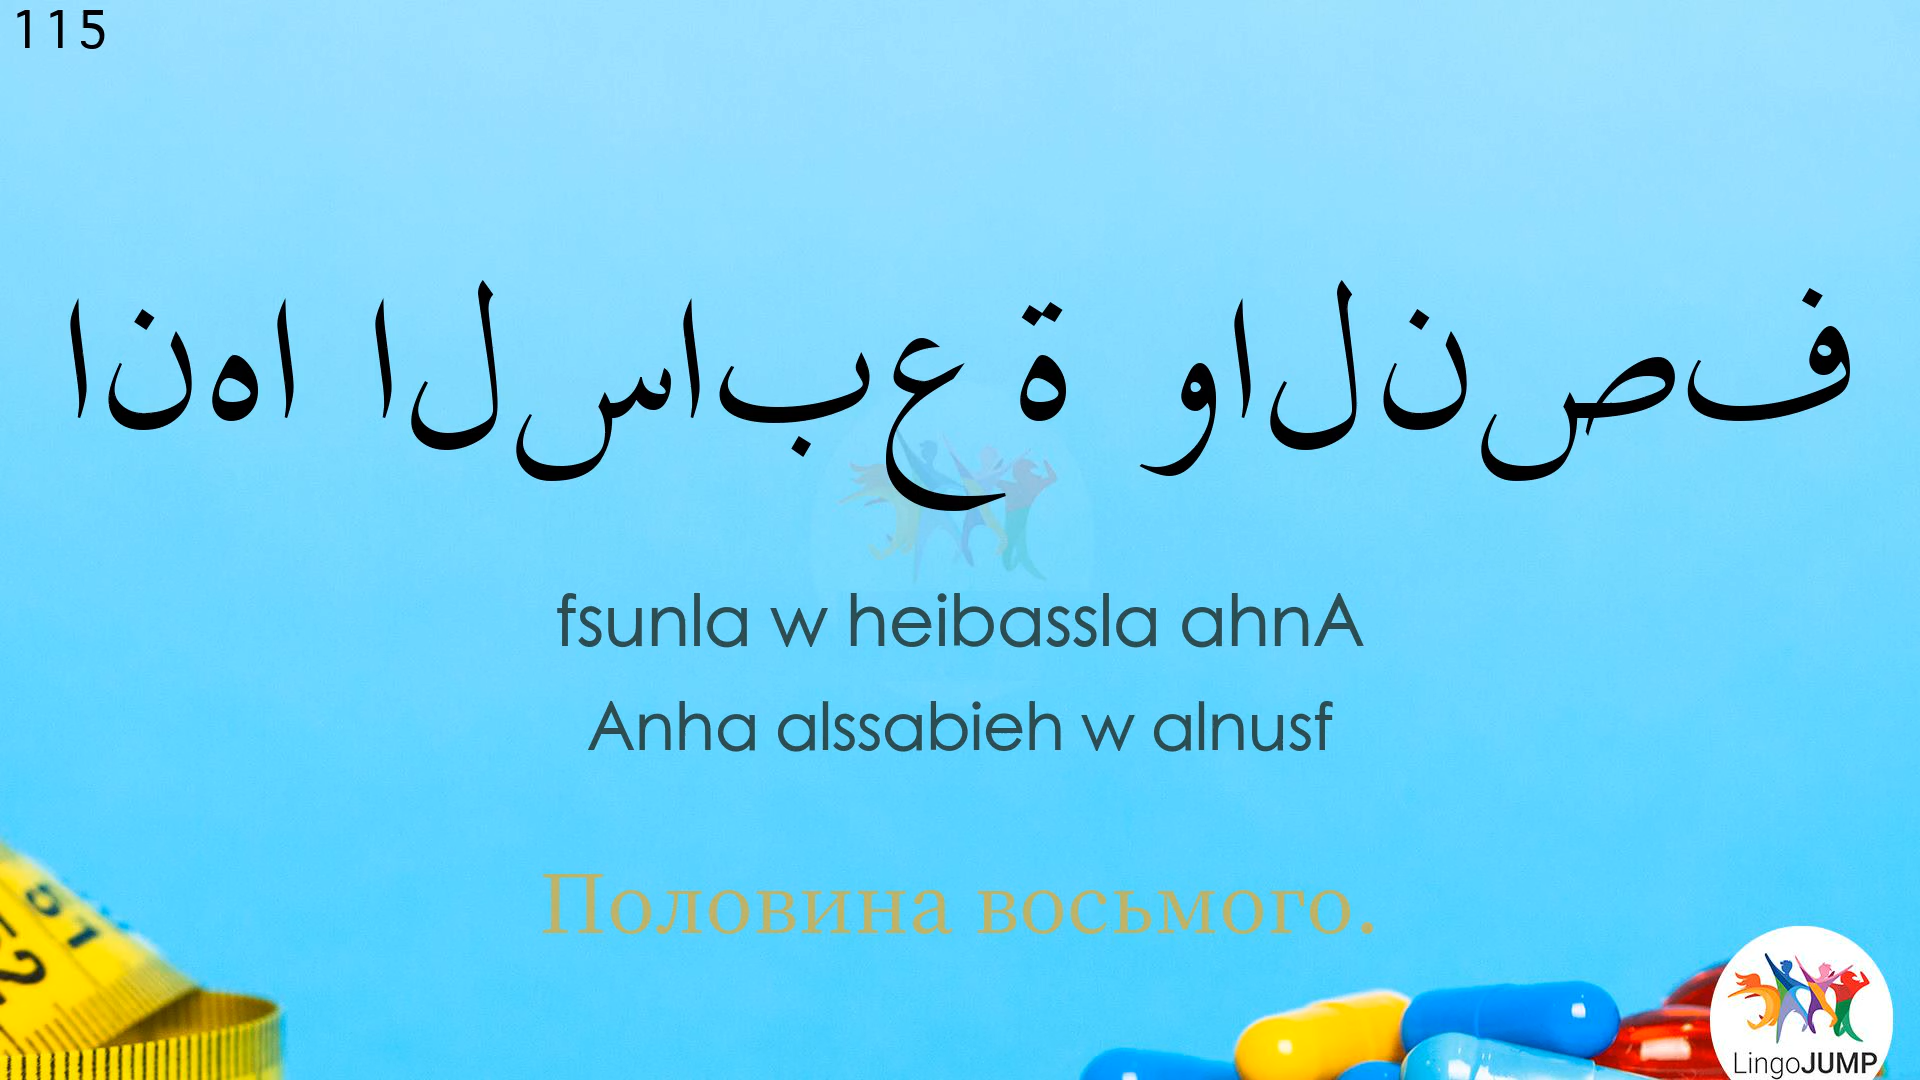 115
انها السابعة والنصف
fsunla w heibassla ahnA
Anha alssabieh w alnusf
Половина восьмого.
LingoJUMP